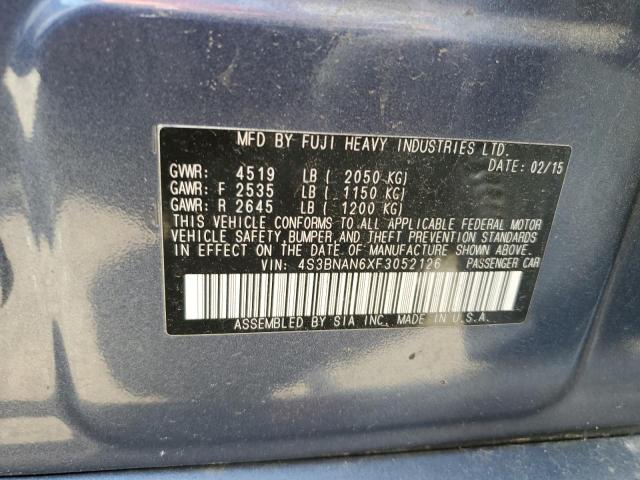 MFD BY FUJI HEAVY INDUSTRIES LTD.
DATE: 02/15
GVWR: 4519 LB ( 2050 KG)
GAWR: F 2535 LB ( 1150 KG)
GAWR: R 2645 LB ( 1200 KG)
THIS VEHICLE CONFORMS TO ALL APPLICABLE FEDERAL MOTOR
VEHICLE SAFETY, BUMPER, AND THEFT PREVENTION STANDARDS
IN EFFECT ON THE DATE OF MANUFACTURE SHOWN ABOVE.
VIN: 4S3BNAN6XF3052126 PASSENGER CAR
ASSEMBLED BY SIA INC. MADE IN U.S.A.